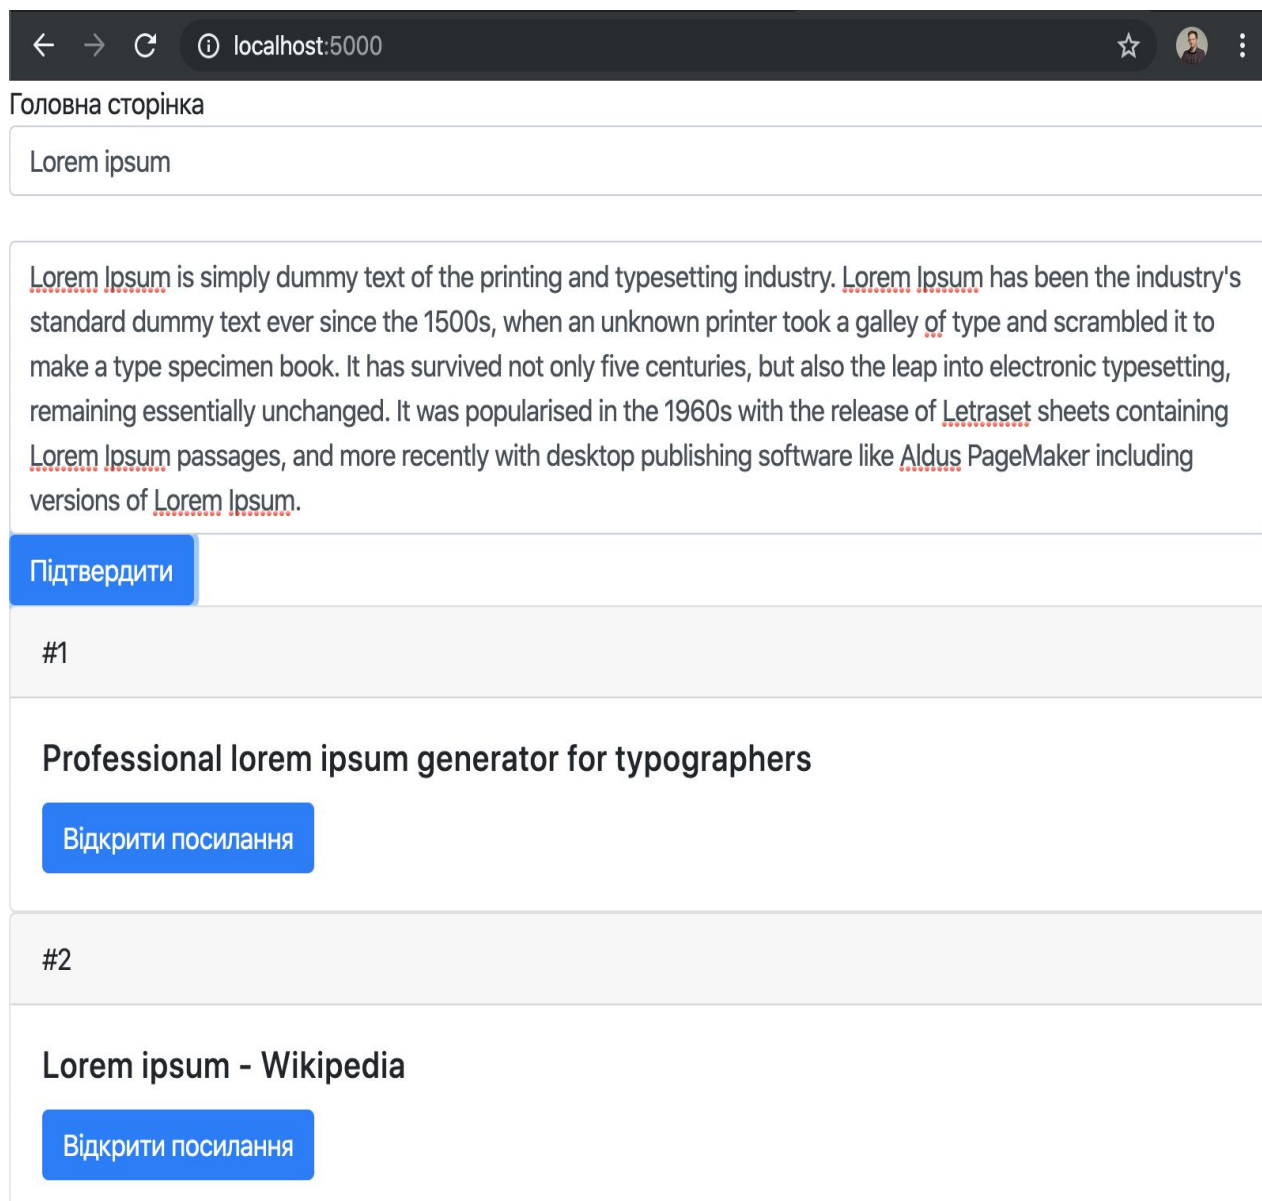 localhost:5000
Головна сторінка
Lorem ipsum
Lorem Ipsum is simply dummy text of the printing and typesetting industry. Lorem Ipsum has been the industry's
standard dummy text ever since the 1500s, when an unknown printer took a galley of type and scrambled it to
make a type specimen book. It has survived not only five centuries, but also the leap into electronic typesetting,
remaining essentially unchanged. It was popularised in the 1960s with the release of Letraset sheets containing
Lorem Ipsum passages, and more recently with desktop publishing software like Aldus PageMaker including
versions of Lorem Ipsum.
Підтвердити
#1
Professional lorem ipsum generator for typographers
Відкрити посилання
#2
Lorem ipsum - Wikipedia
Відкрити посилання